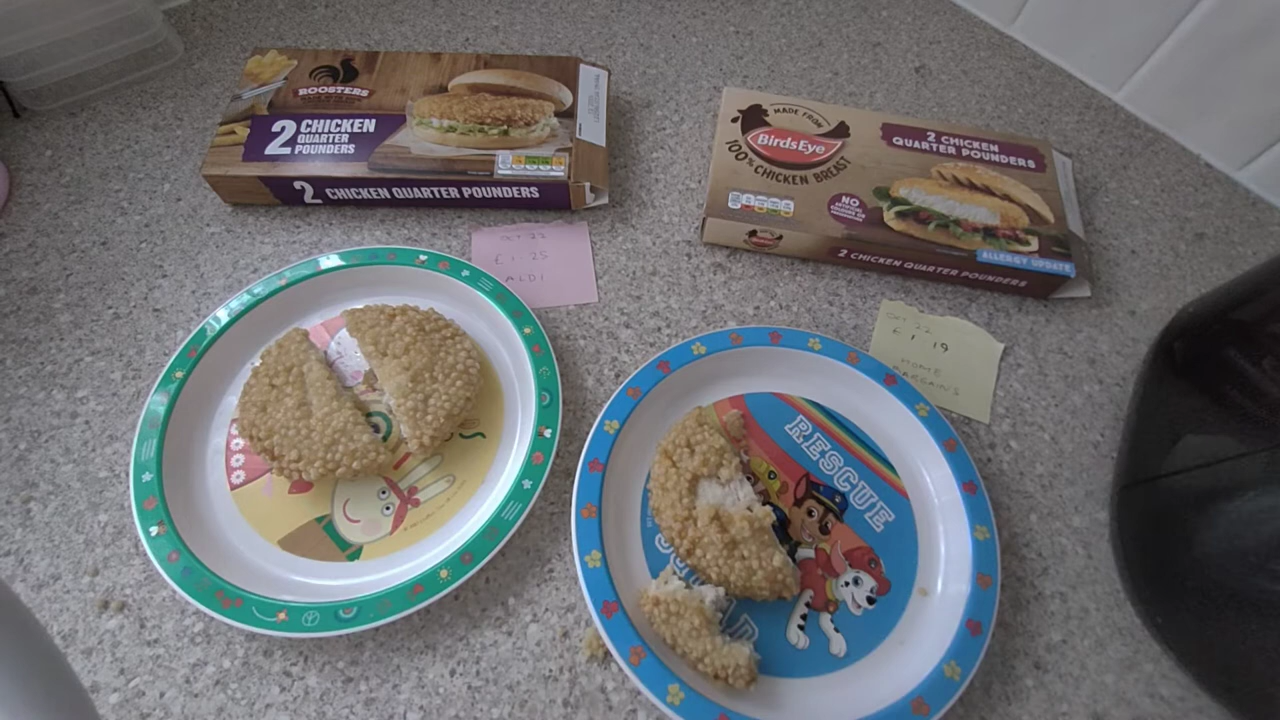 ROOSTERS
2 CHICKEN
QUARTER
POUNDERS
2 CHICKEN QUARTER POUNDERS
MADE FROM
BirdsEye
100% CHICKEN BREAST
2 CHICKEN
QUARTER POUNDERS
NO
ARTIFICIAL
ALLERGY UPDATE
2 CHICKEN QUARTER POUNDERS
OCT 22
£1.25
ALDI
OCT 22
£1.19
HOME
BARGAINS
RESCUE